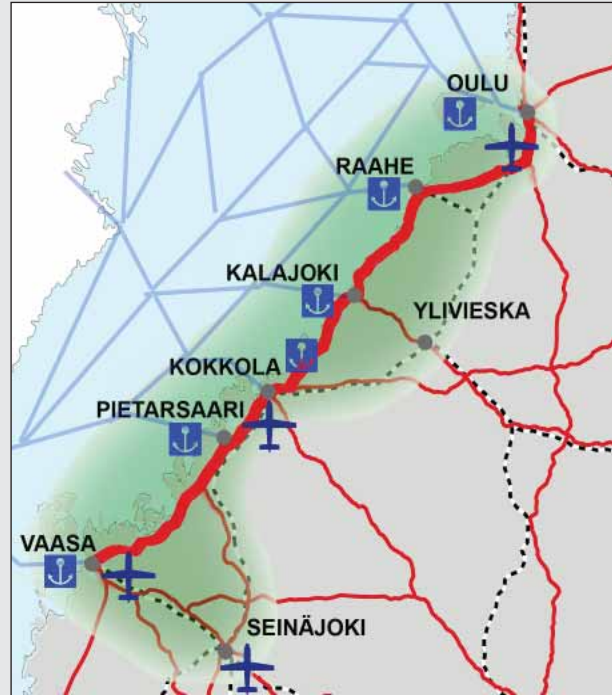 OULU
RAAHE
KALAJOKI
YLIVIESKA
KOKKOLA
PIETARSAARI
VAASA
SEINÄJOKI